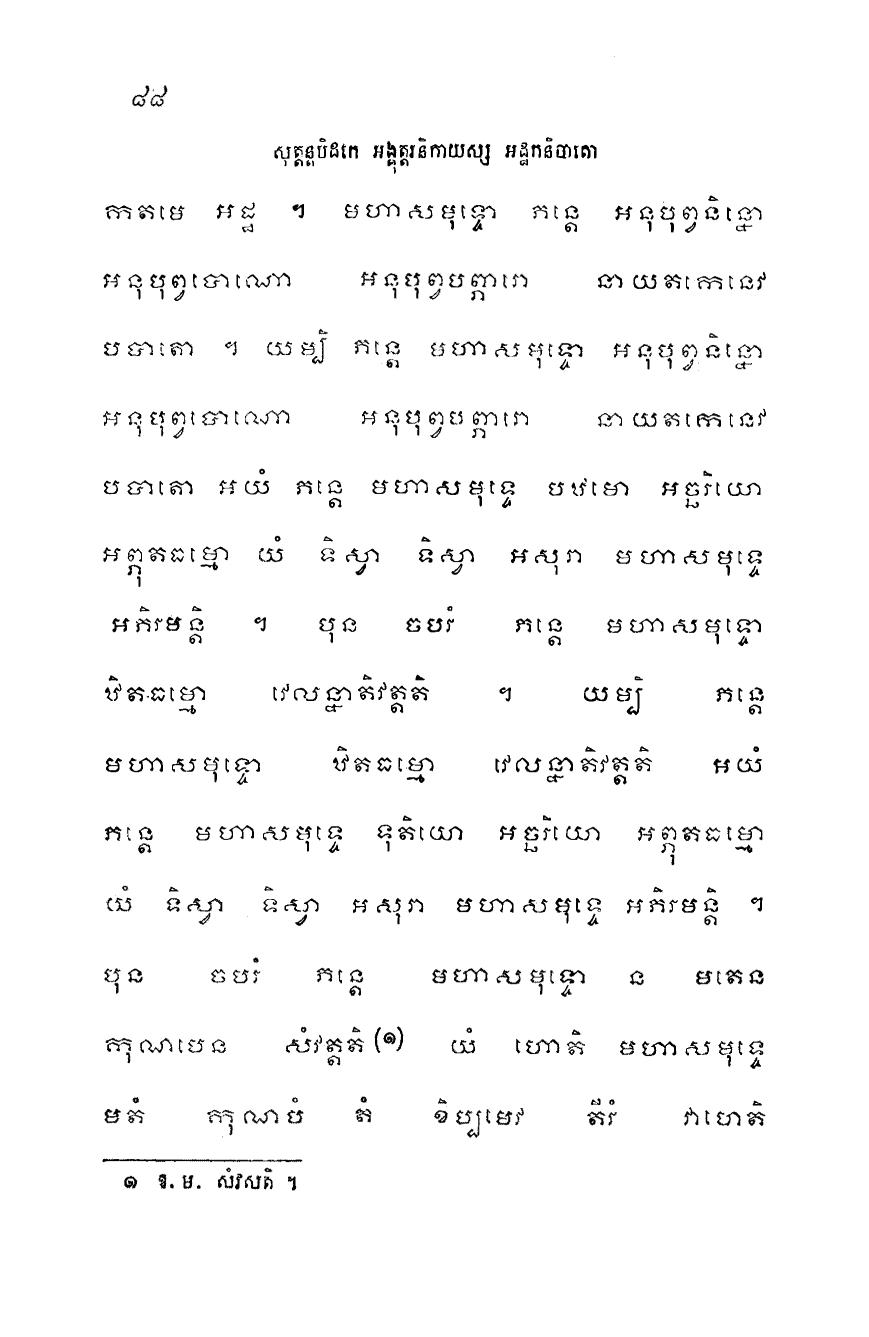 ៨៨
សុត្តន្តបិដកេ អង្គុត្តរនិកាយស្ស អដ្ឋកនិបាតោ
កាតមេ អដ្ឋ ។ មហាសមុទ្ទោ ភន្តេ អនុបុព្វនិន្នោ
អនុបុព្វបោណោ អនុបុព្វបព្ភារោ នាយតកេនេវ
បបាតោ ។ យម្បិ ភន្តេ មហាសមុទ្ទោ អនុបុព្វនិន្នោ
អនុបុព្វបោណោ អនុបុព្វបព្ភារោ នាយតកេនេវ
បបាតោ អយំ ភន្តេ មហាសមុទ្ទេ បឋមោ អច្ឆរិយោ
អព្ភុតធម្មោ យំ ទិស្វា ទិស្វា អសុរា មហាសមុទ្ទេ
អភិរមន្តិ ។ បុន ចបរំ ភន្តេ មហាសមុទ្ទោ
ឋិតធម្មោ វេលន្នាតិវត្តតិ ។ យម្បិ ភន្តេ
មហាសមុទ្ទោ ឋិតធម្មោ វេលន្នាតិវត្តតិ អយំ
ភន្តេ មហាសមុទ្ទេ ទុតិយោ អច្ឆរិយោ អព្ភុតធម្មោ
យំ ទិស្វា ទិស្វា អសុរា មហាសមុទ្ទេ អភិរមន្តិ ។
បុន ចបរំ ភន្តេ មហាសមុទ្ទោ ន មតេន
កុណបេន សំវត្តតិ (១) យំ ហោតិ មហាសមុទ្ទេ
មតំ កុណបំ តំ ខិប្បមេវ តីរំ វាហេតិ
១ ឱ. ម. សំវសតិ ។